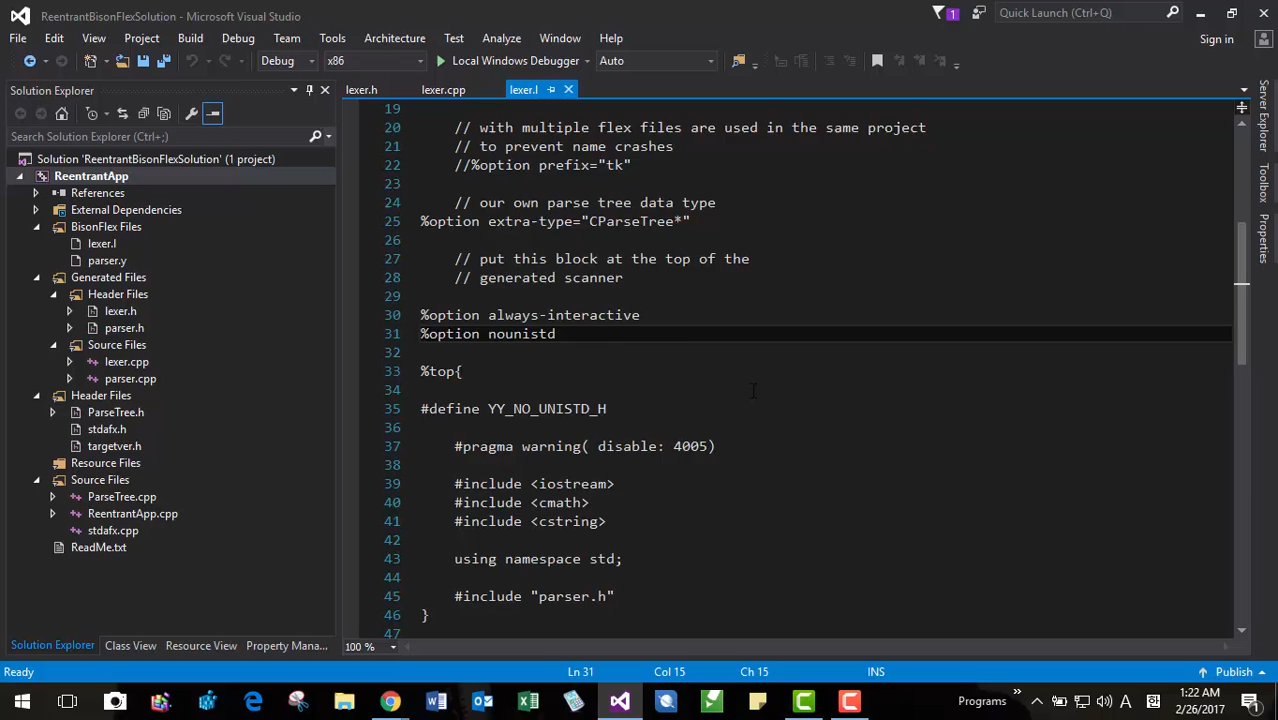 ReentrantBisonFlexSolution - Microsoft Visual Studio
1
Quick Launch (Ctrl+Q)
File Edit View Project Build Debug Team Tools Architecture Test Analyze Window Help
Sign in
Debug x86 Local Windows Debugger Auto
Solution Explorer
Search Solution Explorer (Ctrl+;)
Solution 'ReentrantBisonFlexSolution' (1 project)
ReentrantApp
References
External Dependencies
BisonFlex Files
lexer.l
parser.y
Generated Files
Header Files
lexer.h
parser.h
Source Files
lexer.cpp
parser.cpp
Header Files
ParseTree.h
stdafx.h
targetver.h
Resource Files
Source Files
ParseTree.cpp
ReentrantApp.cpp
stdafx.cpp
ReadMe.txt
Solution Explorer Class View Resource View Property Mana...
lexer.h lexer.cpp lexer.l
19
20 // with multiple flex files are used in the same project
21 // to prevent name crashes
22 //%option prefix="tk"
23
24 // our own parse tree data type
25 %option extra-type="CParseTree*"
26
27 // put this block at the top of the
28 // generated scanner
29
30 %option always-interactive
31 %option nounistd
32
33 %top{
34
35 #define YY_NO_UNISTD_H
36
37 #pragma warning( disable: 4005)
38
39 #include <iostream>
40 #include <cmath>
41 #include <cstring>
42
43 using namespace std;
44
45 #include "parser.h"
46 }
47
100 %
Server Explorer
Toolbox
Properties
Ready Ln 31 Col 15 Ch 15 INS Publish
Programs
A
1:22 AM
2/26/2017